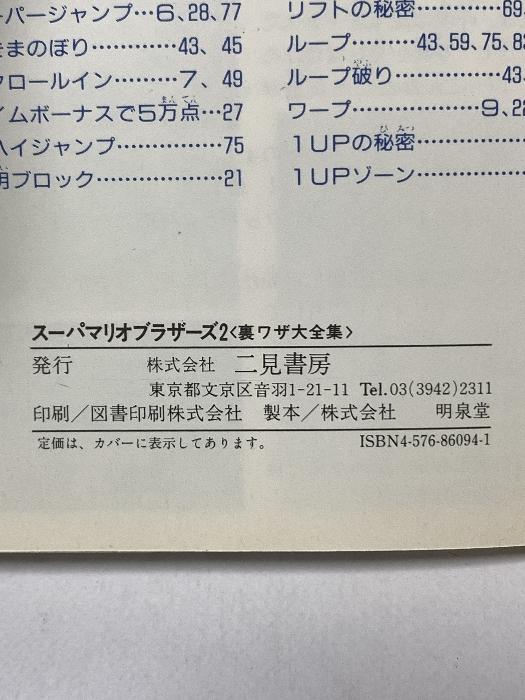 ーパージャンプ…6、28、77
まのぼり…………43、45
クロールイン………7、49
イムボーナスで5万点…27
ハイジャンプ……………75
明ブロック………………21
リフトの秘密…………69
ループ………43、59、75、83
ループ破り…………43
ワープ……………9、22
1UPの秘密……………
1UPゾーン……………
スーパマリオブラザーズ2〈裏ワザ大全集〉
発行 株式会社 二見書房
東京都文京区音羽1-21-11 Tel.03(3942)2311
印刷／図書印刷株式会社 製本／株式会社 明泉堂
定価は、カバーに表示してあります。 ISBN4-576-86094-1